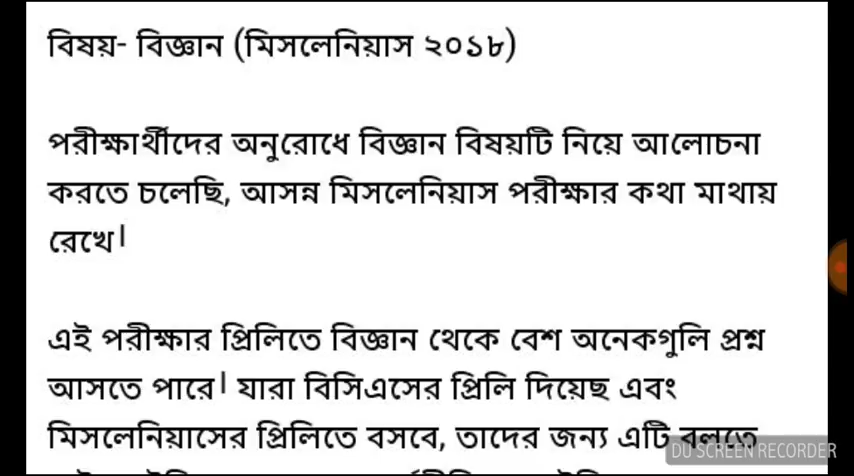 বিষয়- বিজ্ঞান (মিসলেনিয়াস ২০১৮)
পরীক্ষার্থীদের অনুরোধে বিজ্ঞান বিষয়টি নিয়ে আলোচনা
করতে চলেছি, আসন্ন মিসলেনিয়াস পরীক্ষার কথা মাথায়
রেখে।
এই পরীক্ষার প্রিলিতে বিজ্ঞান থেকে বেশ অনেকগুলি প্রশ্ন
আসতে পারে। যারা বিসিএসের প্রিলি দিয়েছ এবং
মিসলেনিয়াসের প্রিলিতে বসবে, তাদের জন্য এটি বলতে
DU SCREEN RECORDER